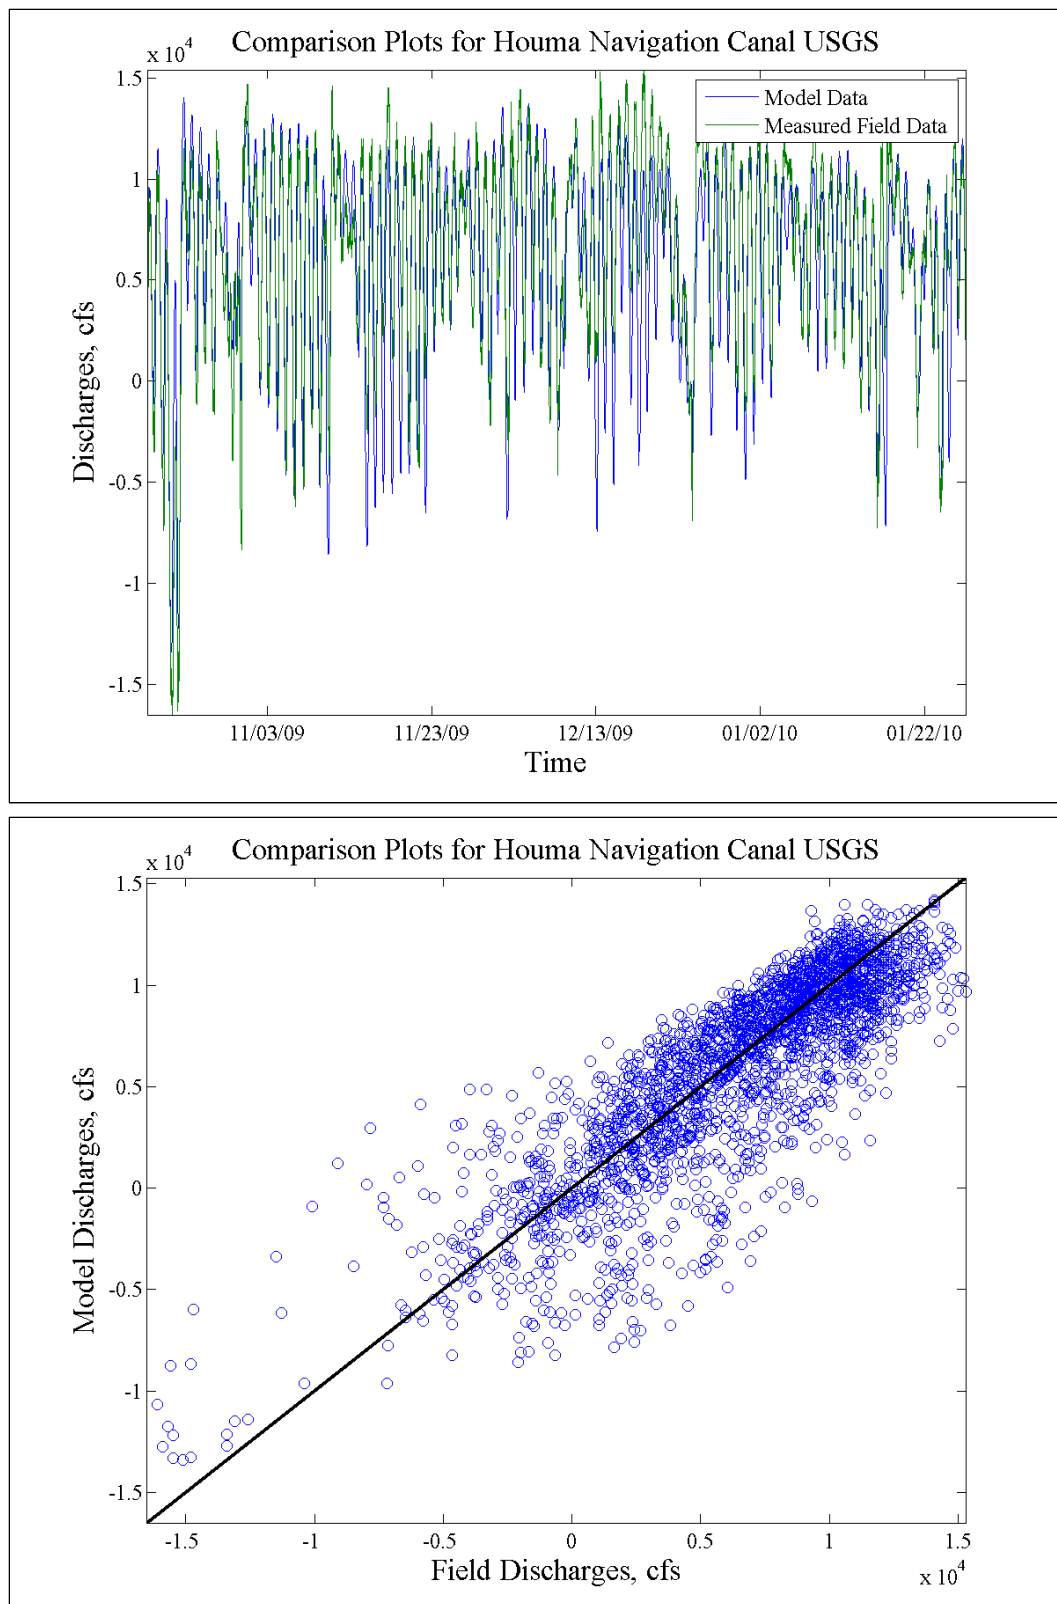 Comparison Plots for Houma Navigation Canal USGS
x 10^4
1.5
1
0.5
0
-0.5
-1
-1.5
Discharges, cfs
Model Data
Measured Field Data
11/03/09 11/23/09 12/13/09 01/02/10 01/22/10
Time
Comparison Plots for Houma Navigation Canal USGS
x 10^4
1.5
1
0.5
0
-0.5
-1
-1.5
Model Discharges, cfs
-1.5 -1 -0.5 0 0.5 1 1.5
Field Discharges, cfs
x 10^4